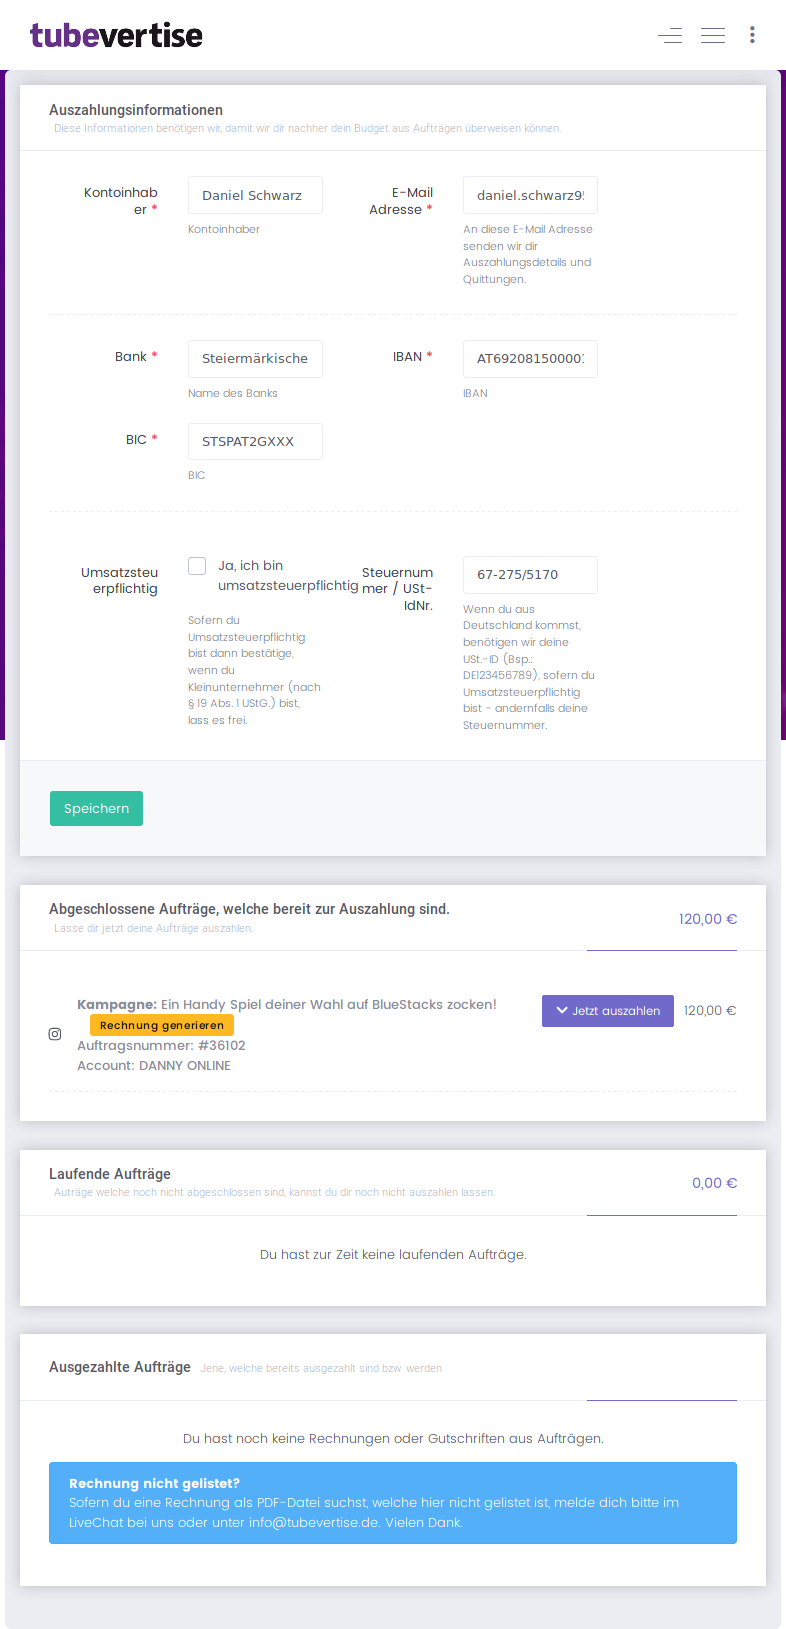 tubevertise
Auszahlungsinformationen
Diese Informationen benötigen wir, damit wir dir nachher dein Budget aus Aufträgen überweisen können.
Kontoinhab
er *
Daniel Schwarz
Kontoinhaber
E-Mail
Adresse *
daniel.schwarz95
An diese E-Mail Adresse
senden wir dir
Auszahlungsdetails und
Quittungen.
Bank *
Steiermärkische
Name des Banks
IBAN *
AT692081500001
IBAN
BIC *
STSPAT2GXXX
BIC
Umsatzsteu
erpflichtig
Ja, ich bin
umsatzsteuerpflichtig
Sofern du
Umsatzsteuerpflichtig
bist dann bestätige,
wenn du
Kleinunternehmer (nach
§ 19 Abs. 1 UStG.) bist,
lass es frei.
Steuernum
mer / USt-
IdNr.
67-275/5170
Wenn du aus
Deutschland kommst,
benötigen wir deine
USt.-ID (Bsp.:
DE123456789), sofern du
Umsatzsteuerpflichtig
bist - andernfalls deine
Steuernummer.
Speichern
Abgeschlossene Aufträge, welche bereit zur Auszahlung sind.
Lasse dir jetzt deine Aufträge auszahlen.
120,00 €
Kampagne: Ein Handy Spiel deiner Wahl auf BlueStacks zocken!
Rechnung generieren
Auftragsnummer: #36102
Account: DANNY ONLINE
Jetzt auszahlen
120,00 €
Laufende Aufträge
Auträge welche noch nicht abgeschlossen sind, kannst du dir noch nicht auszahlen lassen.
0,00 €
Du hast zur Zeit keine laufenden Aufträge.
Ausgezahlte Aufträge Jene, welche bereits ausgezahlt sind bzw. werden
Du hast noch keine Rechnungen oder Gutschriften aus Aufträgen.
Rechnung nicht gelistet?
Sofern du eine Rechnung als PDF-Datei suchst, welche hier nicht gelistet ist, melde dich bitte im
LiveChat bei uns oder unter info@tubevertise.de. Vielen Dank.